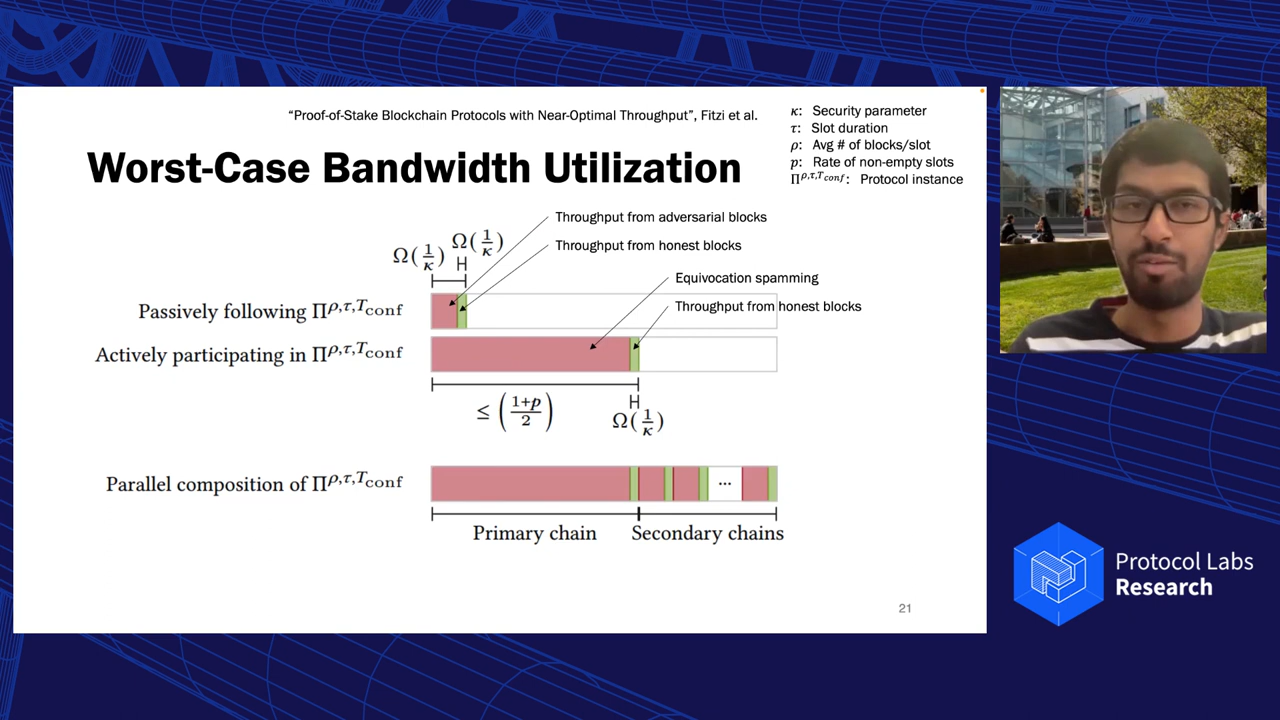 “Proof-of-Stake Blockchain Protocols with Near-Optimal Throughput”, Fitzi et al.
κ: Security parameter
τ: Slot duration
ρ: Avg # of blocks/slot
p: Rate of non-empty slots
Π^ρ,τ,T_conf: Protocol instance
Worst-Case Bandwidth Utilization
Throughput from adversarial blocks
Throughput from honest blocks
Ω(1/κ) Ω(1/κ)
Equivocation spamming
Throughput from honest blocks
Passively following Π^ρ,τ,T_conf
Actively participating in Π^ρ,τ,T_conf
≤ (1+p/2)
Ω(1/κ)
Parallel composition of Π^ρ,τ,T_conf
...
Primary chain Secondary chains
21
Protocol Labs
Research